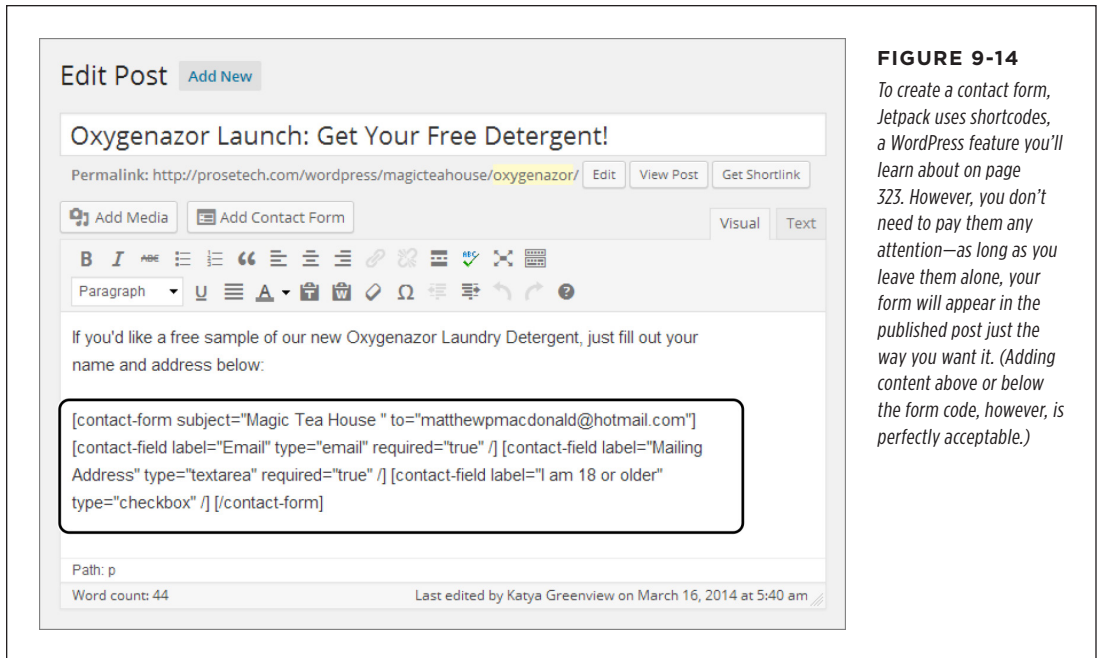 Edit Post Add New
Oxygenazor Launch: Get Your Free Detergent!
Permalink: http://prosetech.com/wordpress/magicteahouse/oxygenazor/ Edit View Post Get Shortlink
Add Media Add Contact Form Visual Text
B I ABC ABC
Paragraph U A T W Ω ?
If you'd like a free sample of our new Oxygenazor Laundry Detergent, just fill out your
name and address below:
[contact-form subject="Magic Tea House " to="matthewpmacdonald@hotmail.com"]
[contact-field label="Email" type="email" required="true" /] [contact-field label="Mailing
Address" type="textarea" required="true" /] [contact-field label="I am 18 or older"
type="checkbox" /] [/contact-form]
Path: p
Word count: 44 Last edited by Katya Greenview on March 16, 2014 at 5:40 am
FIGURE 9-14
To create a contact form,
Jetpack uses shortcodes,
a WordPress feature you'll
learn about on page
323. However, you don't
need to pay them any
attention—as long as you
leave them alone, your
form will appear in the
published post just the
way you want it. (Adding
content above or below
the form code, however, is
perfectly acceptable.)